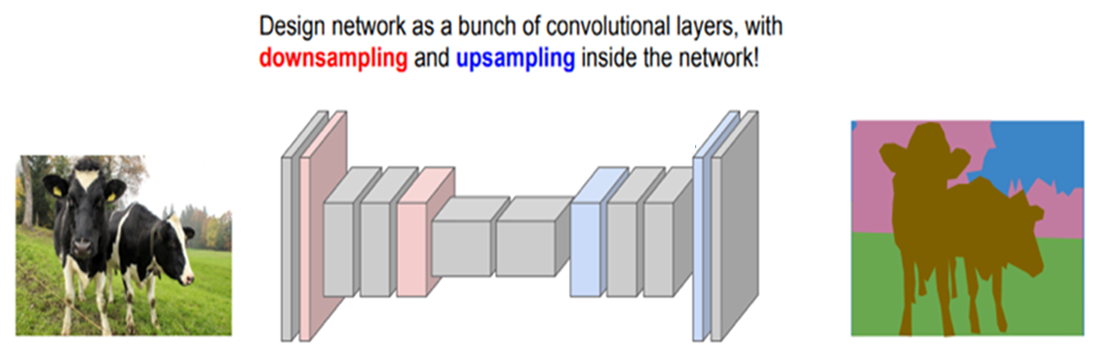 Design network as a bunch of convolutional layers, with
downsampling and upsampling inside the network!